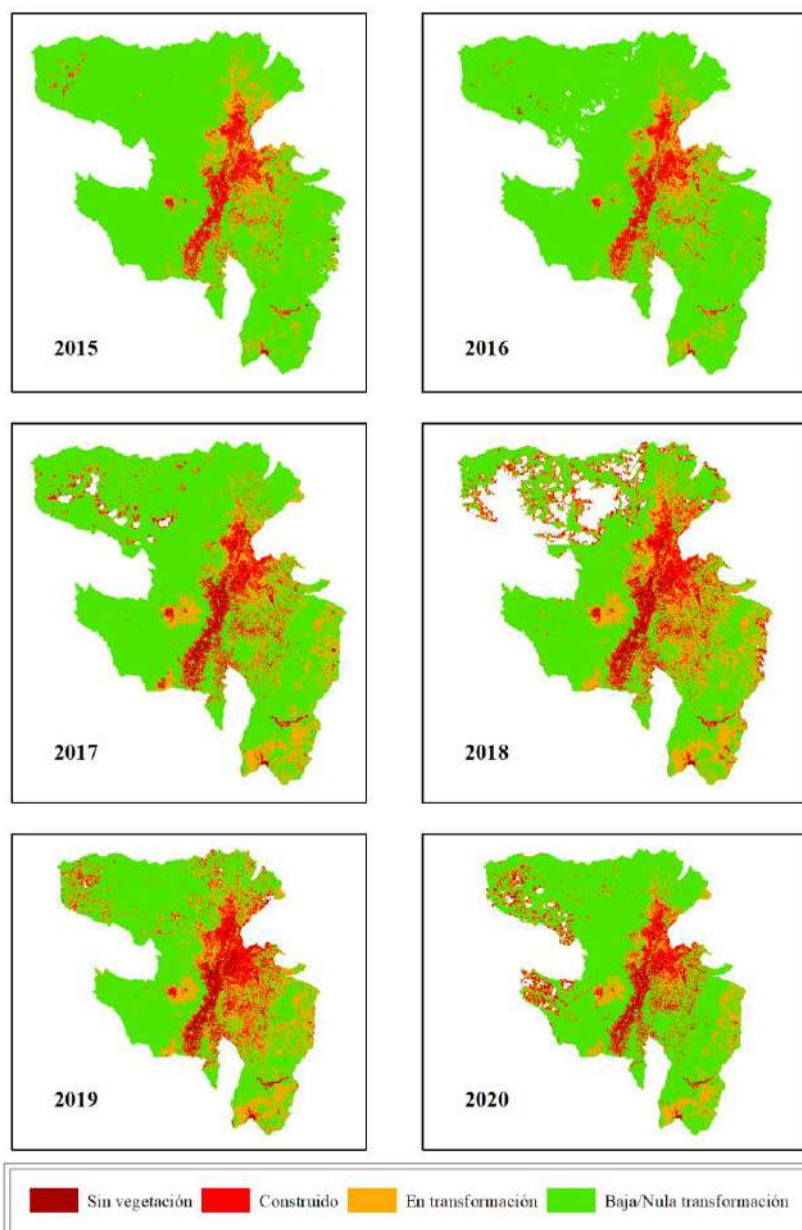 2015
2016
2017
2018
2019
2020
Sin vegetación
Construido
En transformación
Baja/Nula transformación